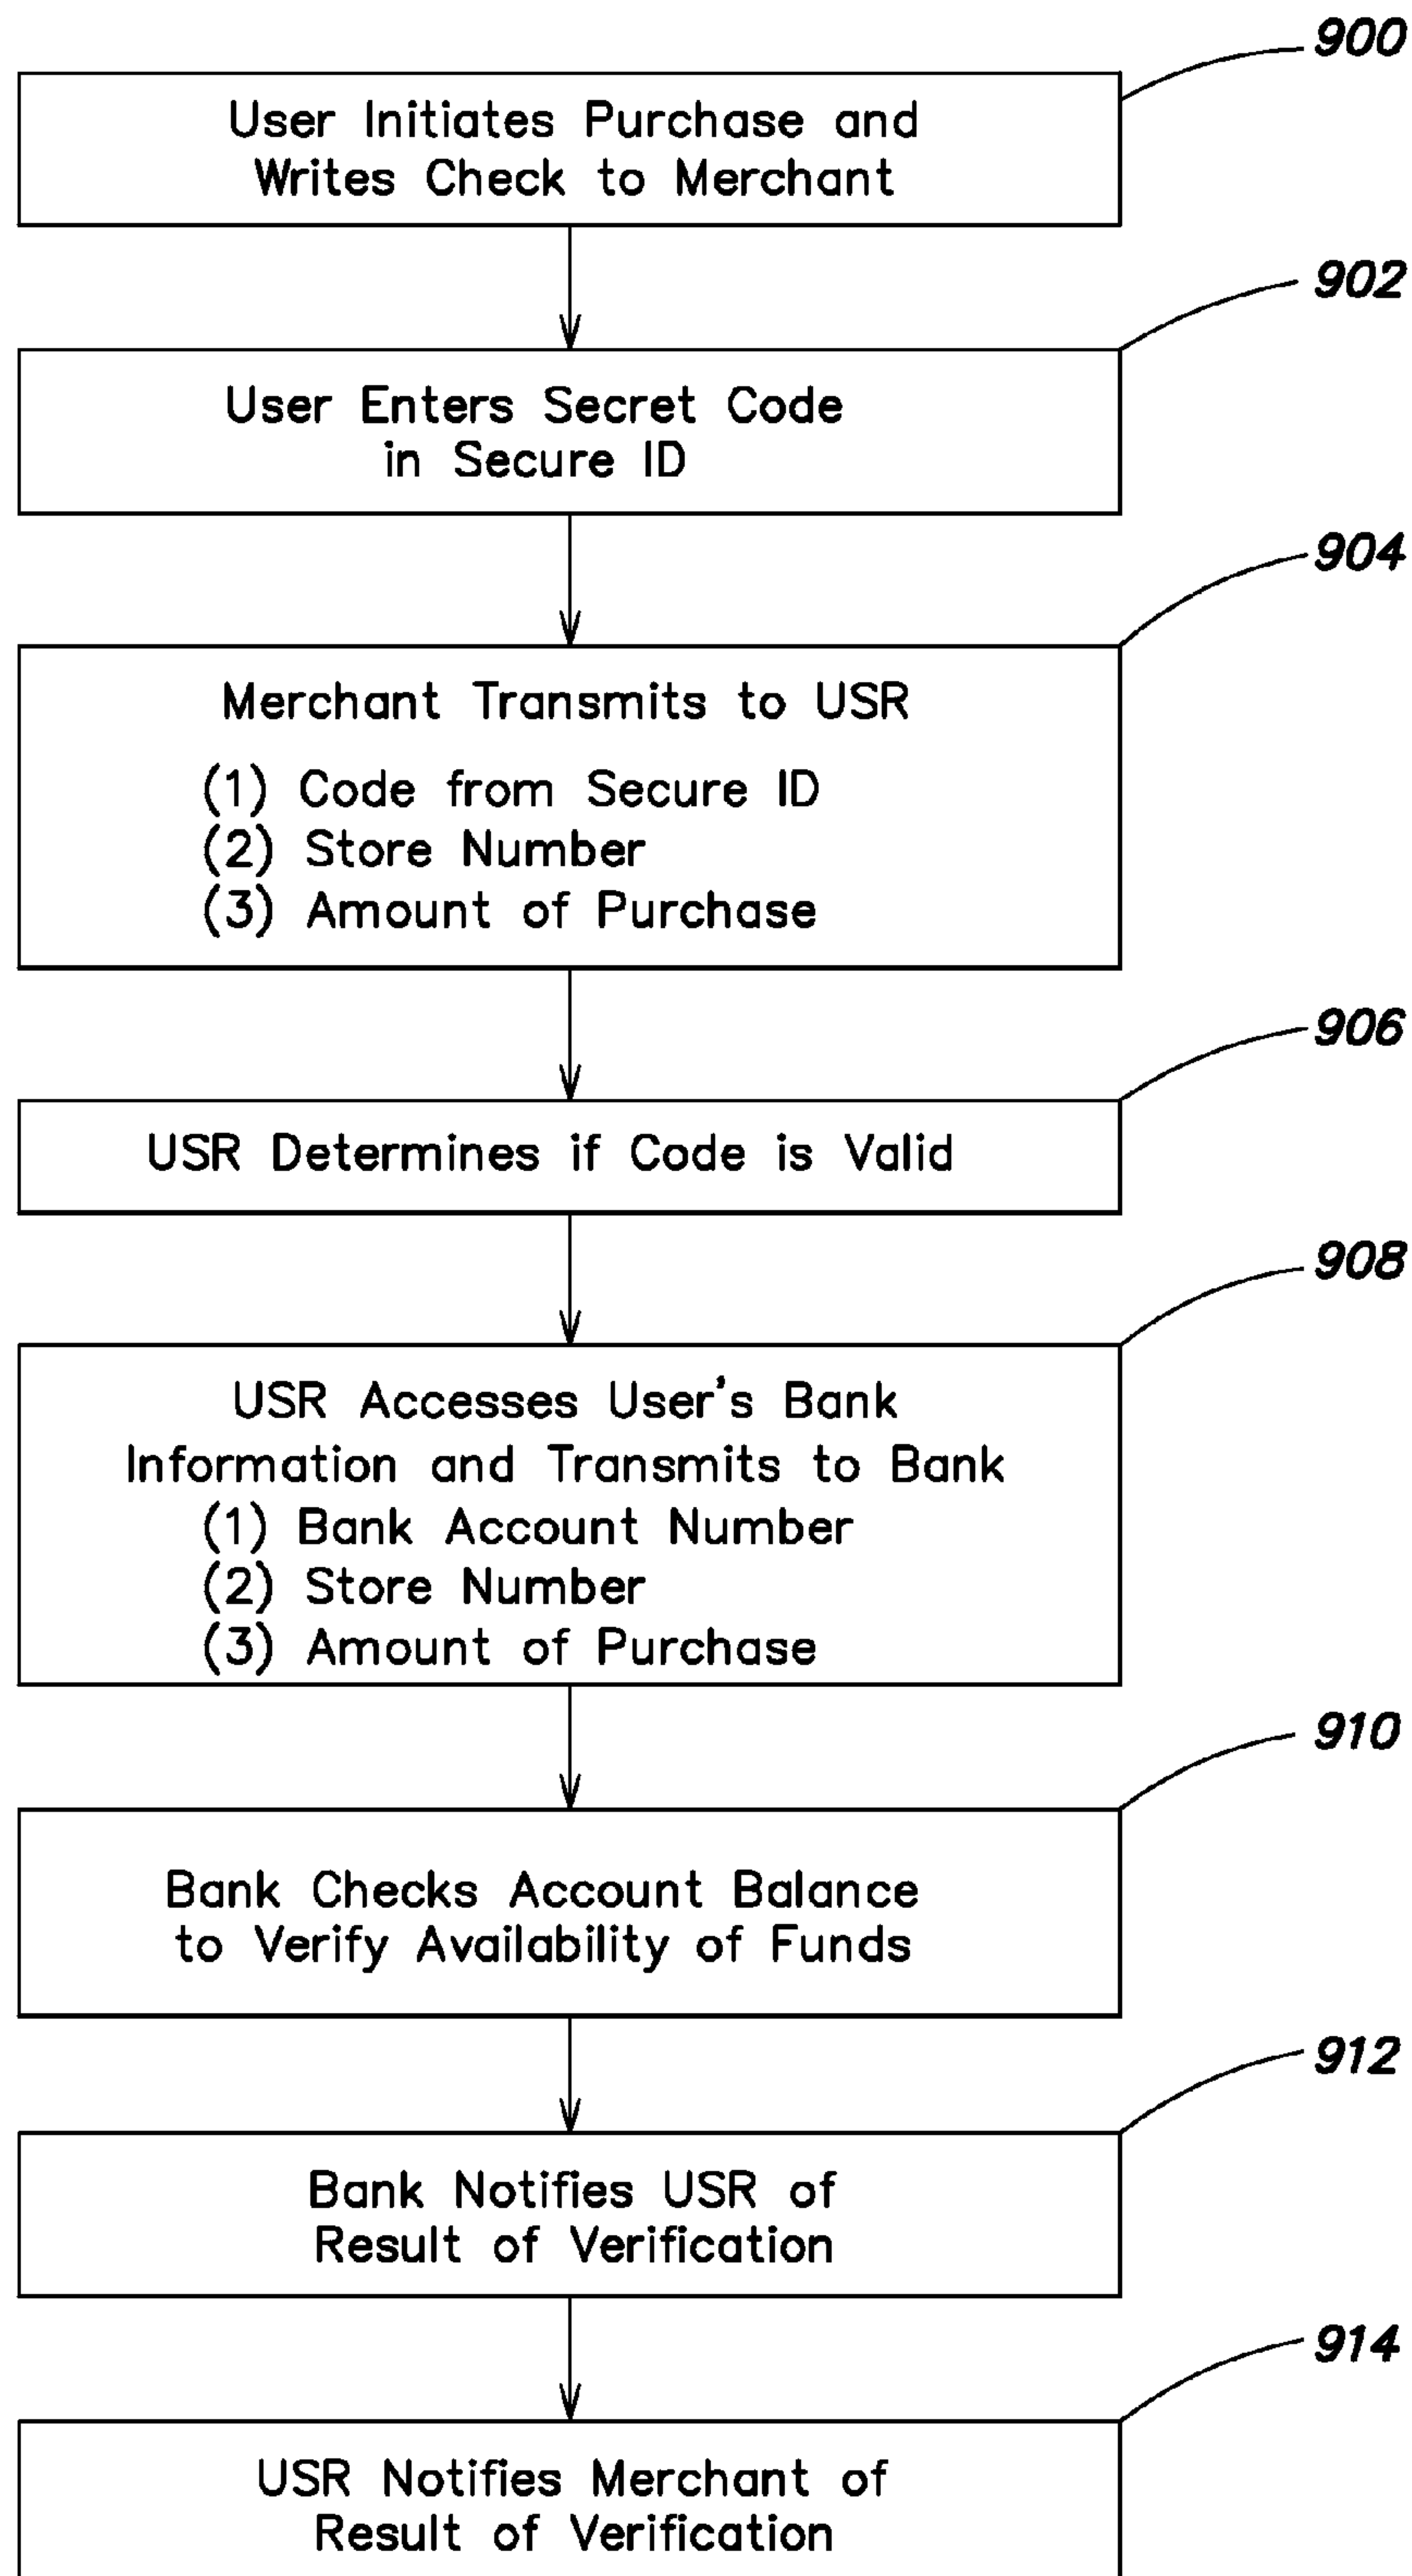 900
User Initiates Purchase and
Writes Check to Merchant
902
User Enters Secret Code
in Secure ID
904
Merchant Transmits to USR
(1) Code from Secure ID
(2) Store Number
(3) Amount of Purchase
906
USR Determines if Code is Valid
908
USR Accesses User's Bank
Information and Transmits to Bank
(1) Bank Account Number
(2) Store Number
(3) Amount of Purchase
910
Bank Checks Account Balance
to Verify Availability of Funds
912
Bank Notifies USR of
Result of Verification
914
USR Notifies Merchant of
Result of Verification